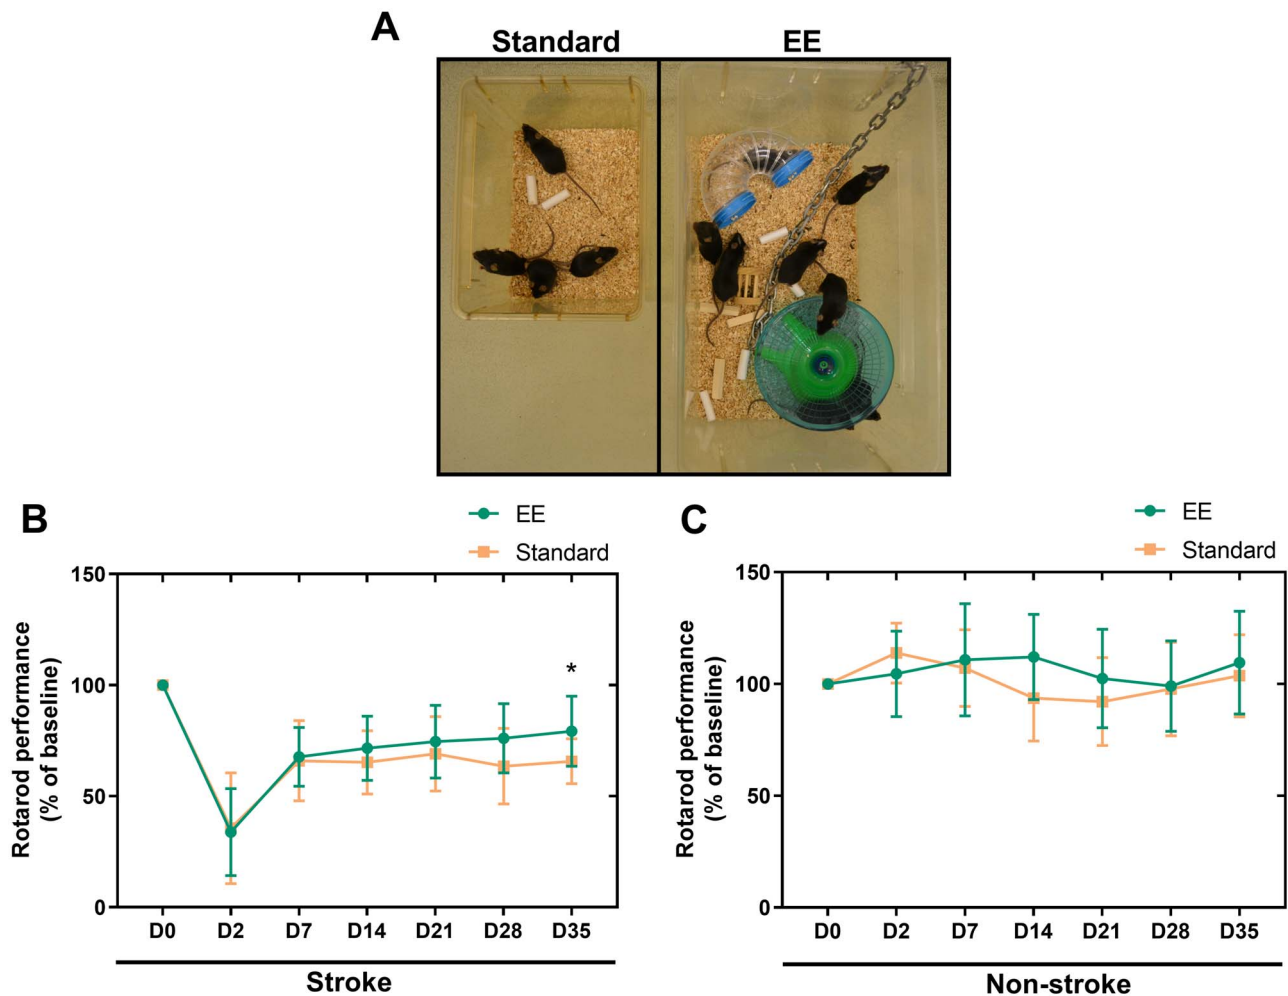 A
Standard
EE
B
EE
Standard
150
100
50
0
Rotarod performance
(% of baseline)
*
D0
D2
D7
D14
D21
D28
D35
Stroke
C
EE
Standard
150
100
50
0
Rotarod performance
(% of baseline)
D0
D2
D7
D14
D21
D28
D35
Non-stroke